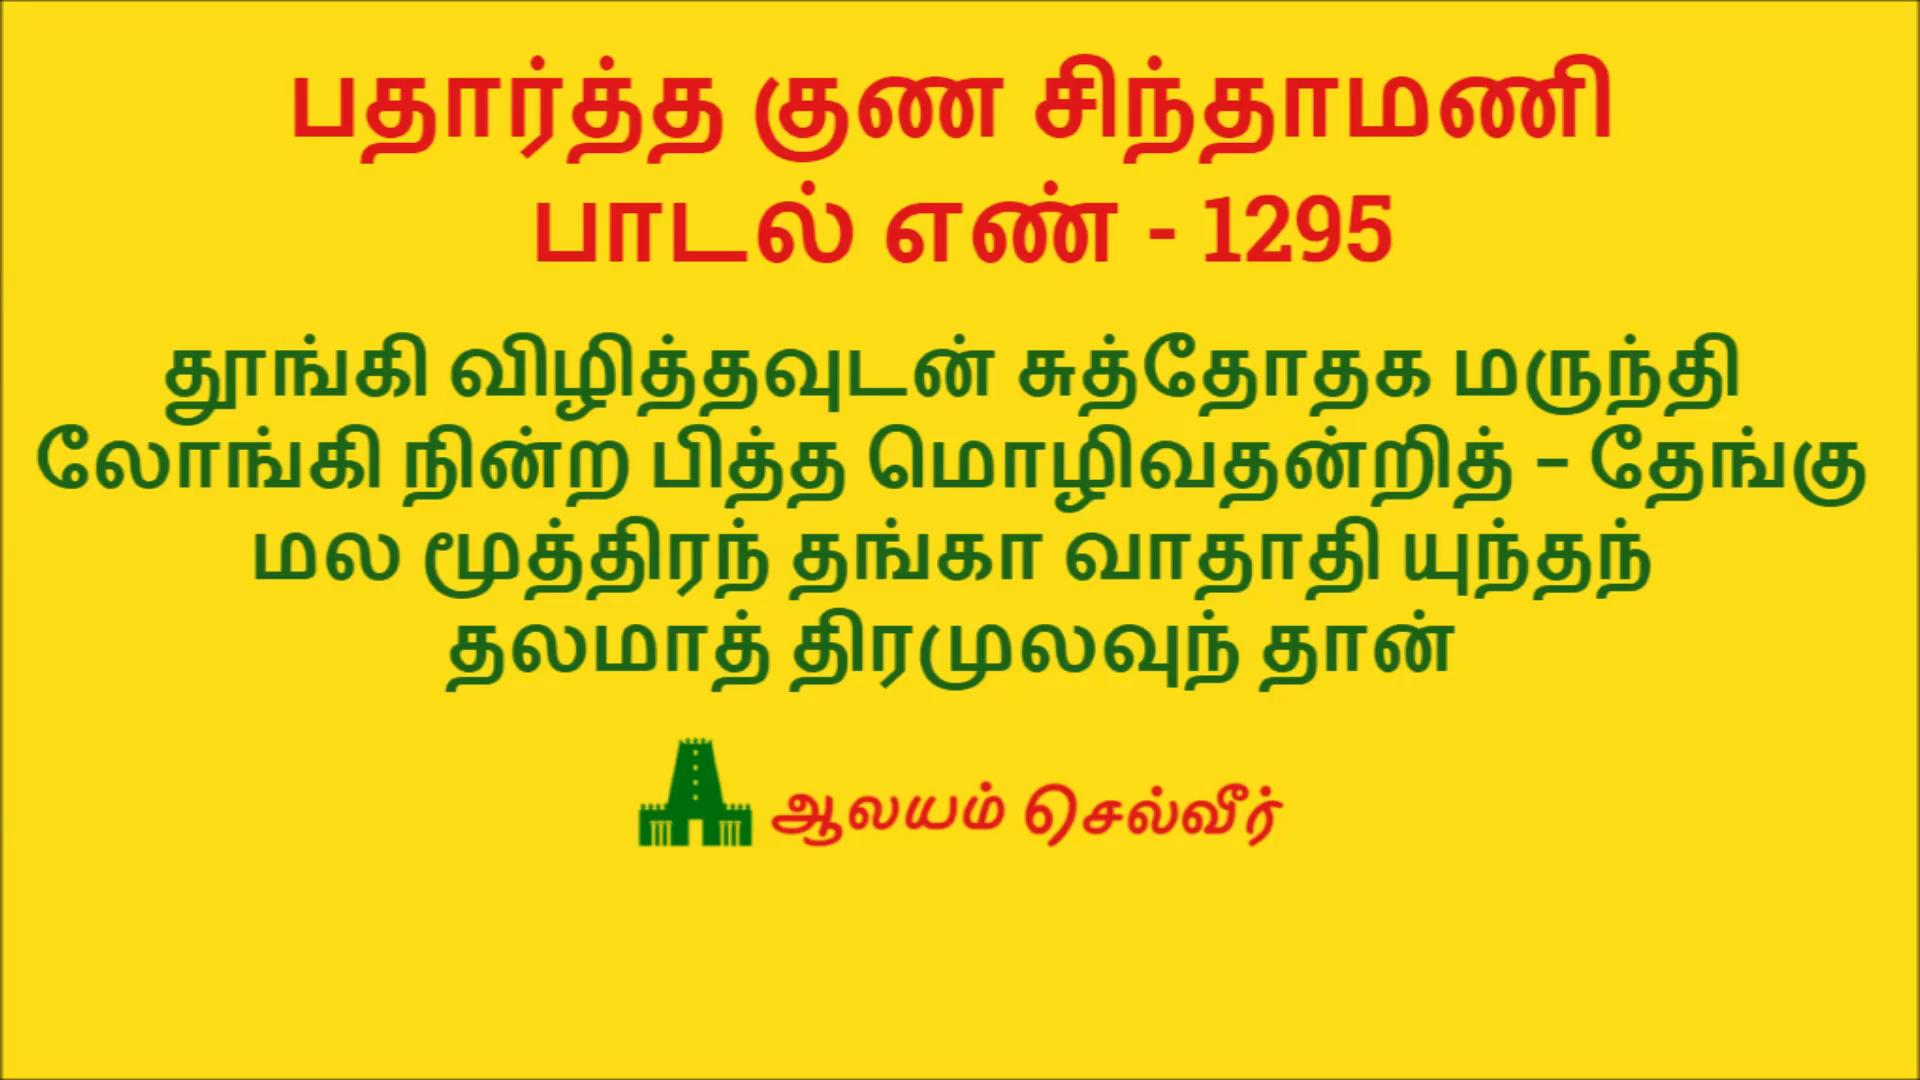 பதார்த்த குண சிந்தாமணி
பாடல் எண் - 1295
தூங்கி விழித்தவுடன் சுத்தோதக மருந்தி
லோங்கி நின்ற பித்த மொழிவதன்றித் – தேங்கு
மல மூத்திரந் தங்கா வாதாதி யுந்தந்
தலமாத் திரமுலவுந் தான்
ஆலயம் செல்வீர்